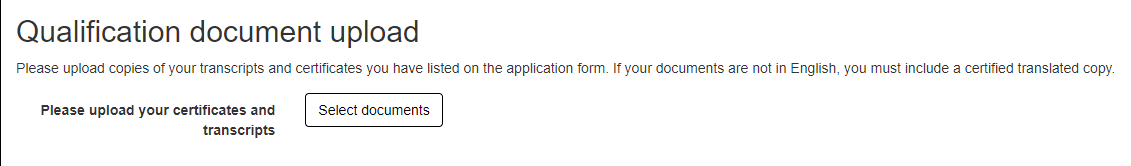 Qualification document upload
Please upload copies of your transcripts and certificates you have listed on the application form. If your documents are not in English, you must include a certified translated copy.
Please upload your certificates and
transcripts
Select documents